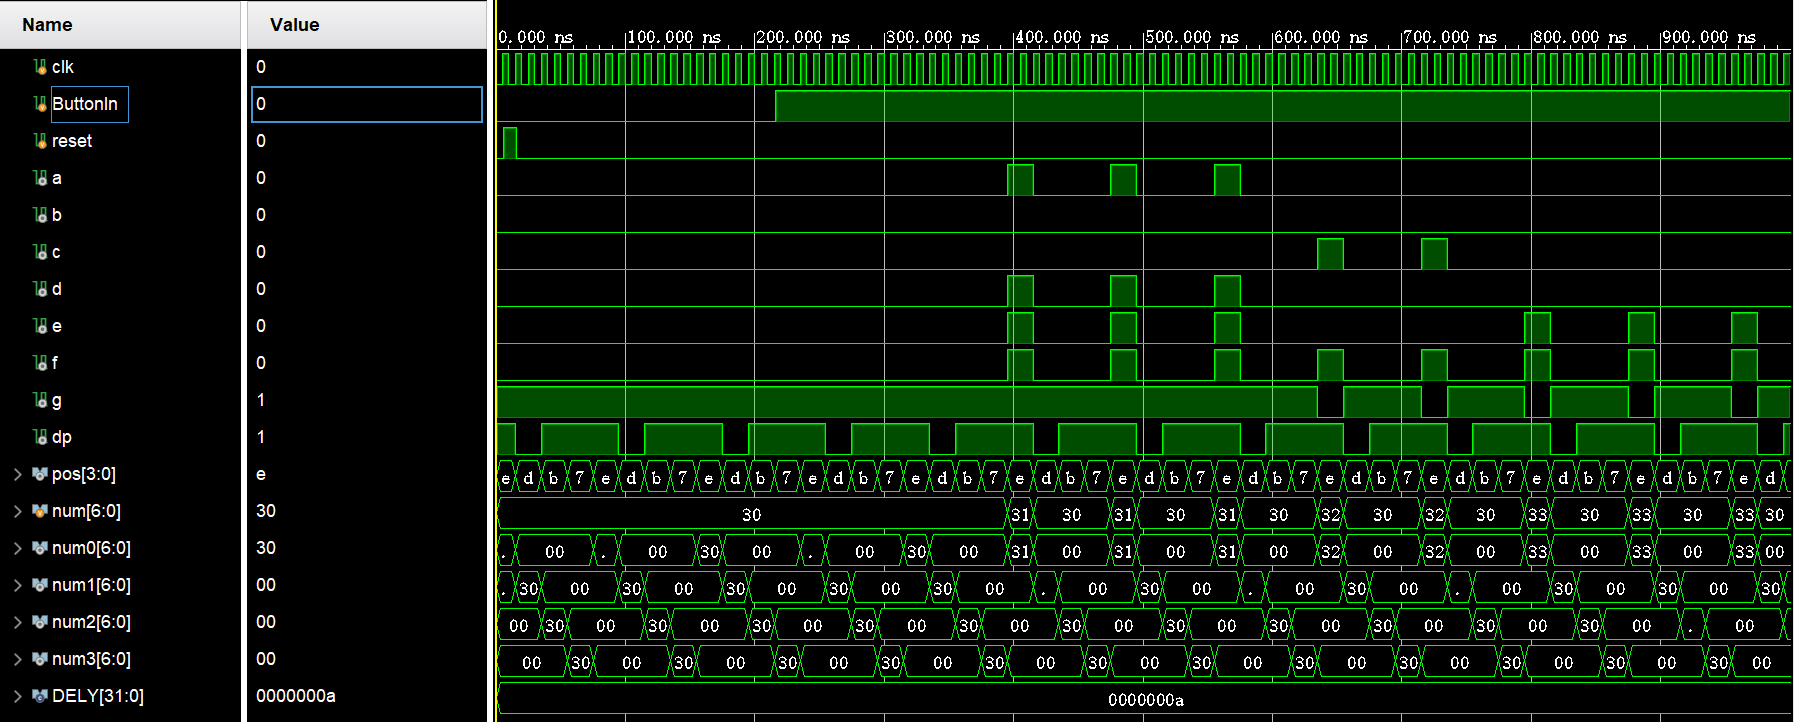 Name Value
0.000 ns 100.000 ns 200.000 ns 300.000 ns 400.000 ns 500.000 ns 600.000 ns 700.000 ns 800.000 ns 900.000 ns
clk 0
ButtonIn 0
reset 0
a 0
b 0
c 0
d 0
e 0
f 0
g 1
dp 1
pos[3:0] e e d b 7 e d b 7 e d b 7 e d b 7 e d b 7 e d b 7 e d b 7 e d b 7 e d b 7 e d b 7 e d b 7 e d b 7 e d
num[6:0] 30 30 31 30 31 30 31 30 32 30 32 30 33 30 33 30 33 30
num0[6:0] 30 . 00 . 00 30 00 . 00 30 00 31 00 31 00 31 00 32 00 32 00 33 00 33 00 33 00
num1[6:0] 00 . 30 00 30 00 30 00 30 00 30 00 . 00 30 00 . 00 30 00 . 00 30 00 30 00 30
num2[6:0] 00 00 30 00 30 00 30 00 30 00 30 00 30 00 30 00 30 00 30 00 30 00 30 00 . 00
num3[6:0] 00 00 30 00 30 00 30 00 30 00 30 00 30 00 30 00 30 00 30 00 30 00 30 00 30 00
DELY[31:0] 0000000a 0000000a